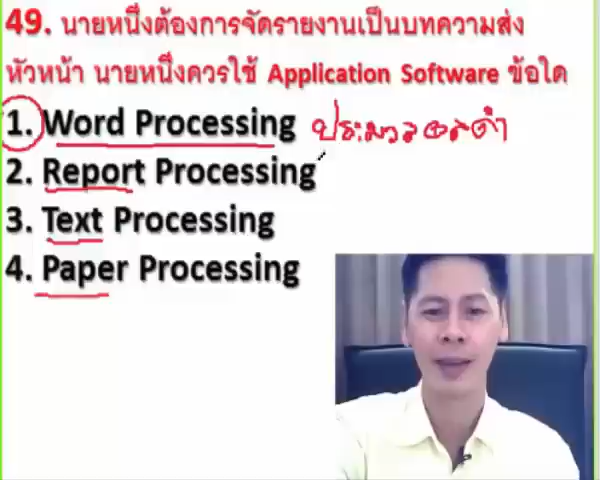 49. นายหนึ่งต้องการจัดรายงานเป็นบทความส่ง
หัวหน้า นายหนึ่งควรใช้ Application Software ข้อใด
1. Word Processing ประมวลผลคำ
2. Report Processing
3. Text Processing
4. Paper Processing